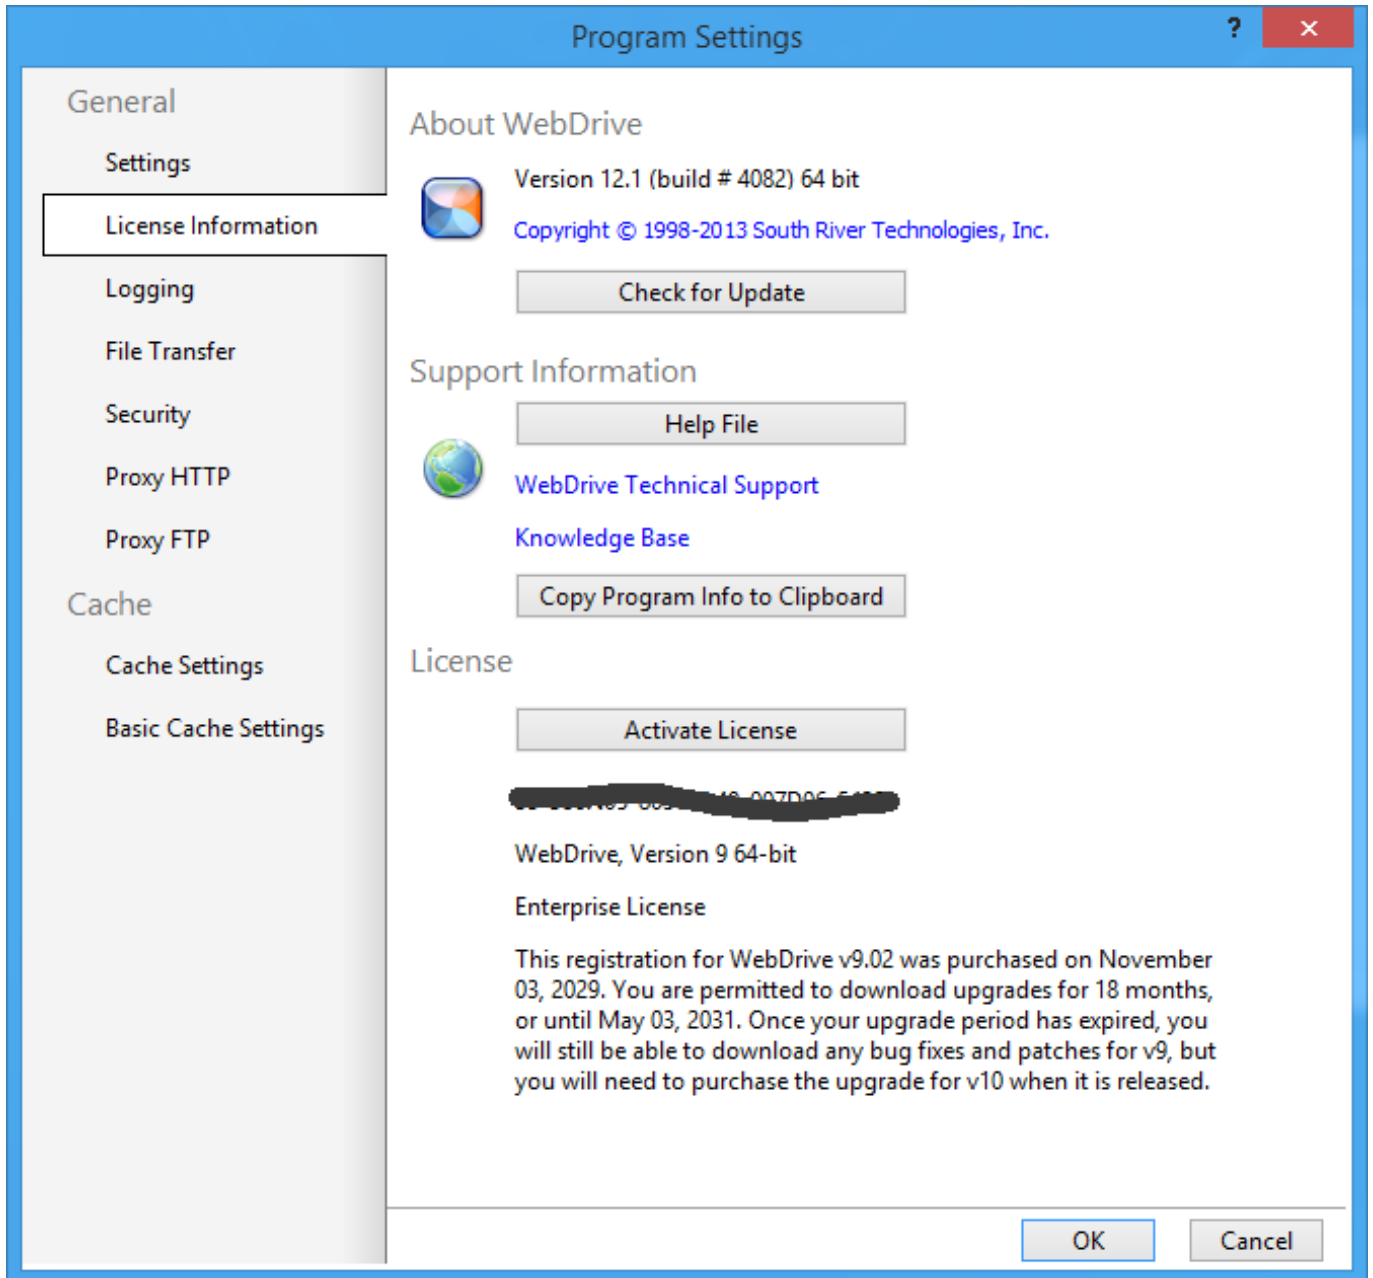 Program Settings
?
General
Settings
License Information
Logging
File Transfer
Security
Proxy HTTP
Proxy FTP
Cache
Cache Settings
Basic Cache Settings
About WebDrive
Version 12.1 (build # 4082) 64 bit
Copyright © 1998-2013 South River Technologies, Inc.
Check for Update
Support Information
Help File
WebDrive Technical Support
Knowledge Base
Copy Program Info to Clipboard
License
Activate License
WebDrive, Version 9 64-bit
Enterprise License
This registration for WebDrive v9.02 was purchased on November
03, 2029. You are permitted to download upgrades for 18 months,
or until May 03, 2031. Once your upgrade period has expired, you
will still be able to download any bug fixes and patches for v9, but
you will need to purchase the upgrade for v10 when it is released.
OK
Cancel